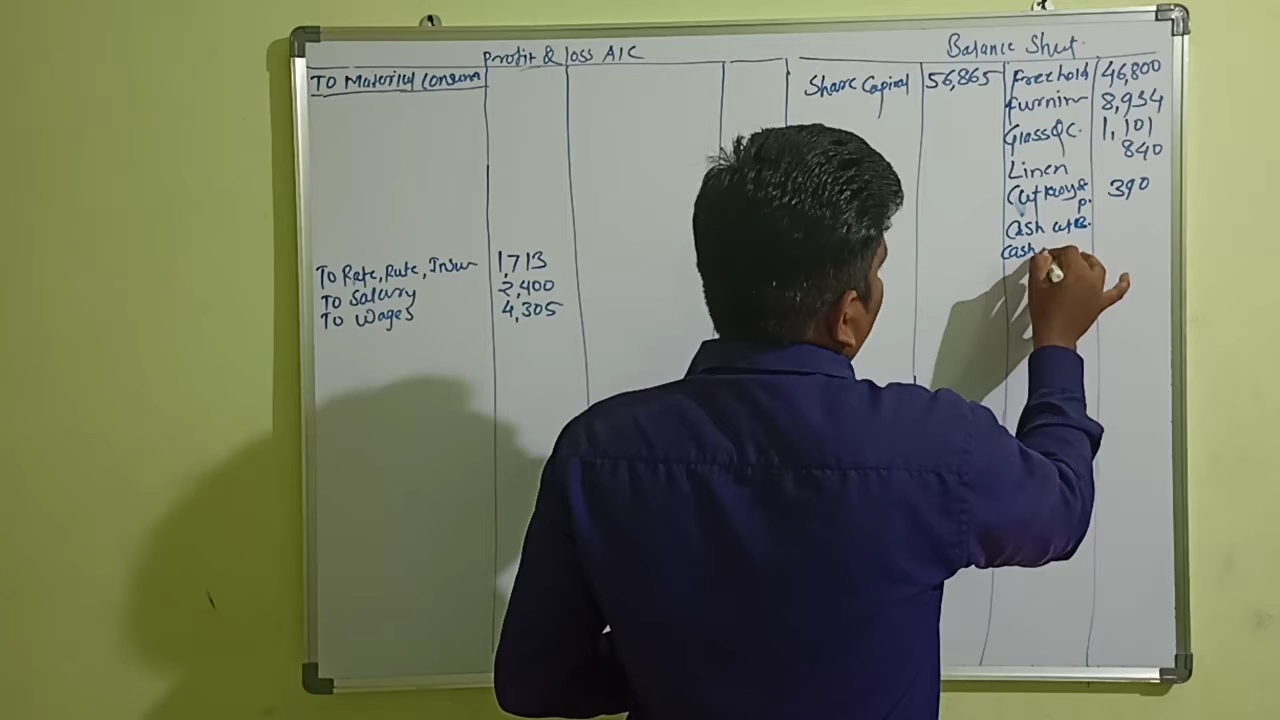 Profit & loss A/C
To Material Consum
To Rate, Rate, Insur 1,713
To Salary 2,400
To Wages 4,305
Balance Sheet
Share Capital 56,865
Freehold 46,800
Furnitur 8,934
Glass & C. 1,101
Linen 840
Cutlery & P. 390
Cash at B.
Cash